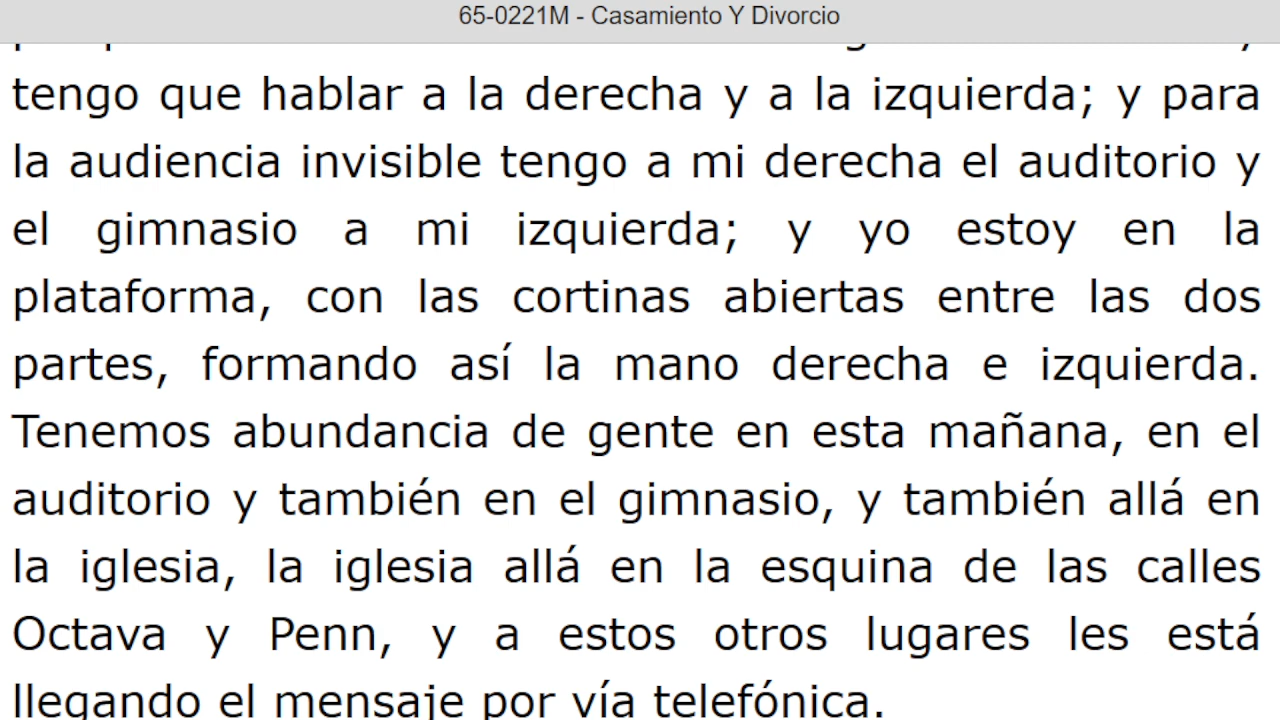 65-0221M - Casamiento Y Divorcio
tengo que hablar a la derecha y a la izquierda; y para
la audiencia invisible tengo a mi derecha el auditorio y
el gimnasio a mi izquierda; y yo estoy en la
plataforma, con las cortinas abiertas entre las dos
partes, formando así la mano derecha e izquierda.
Tenemos abundancia de gente en esta mañana, en el
auditorio y también en el gimnasio, y también allá en
la iglesia, la iglesia allá en la esquina de las calles
Octava y Penn, y a estos otros lugares les está
llegando el mensaje por vía telefónica.